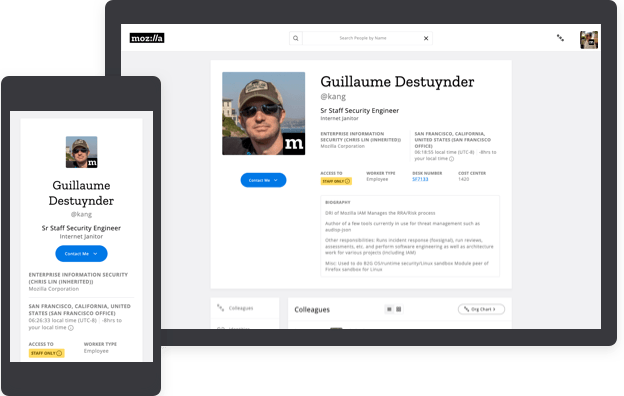 moz://a
Search People by Name
Guillaume Destuynder
@kang
Sr Staff Security Engineer
Internet Janitor
ENTERPRISE INFORMATION
SECURITY (CHRIS LIN (INHERITED))
Mozilla Corporation
SAN FRANCISCO, CALIFORNIA,
UNITED STATES (SAN FRANCISCO
OFFICE)
06:18:55 local time (UTC-8) : -8hrs to
your local time
m
Contact Me
ACCESS TO
STAFF ONLY
WORKER TYPE
Employee
DESK NUMBER
SF7133
COST CENTER
1420
BIOGRAPHY
DRI of Mozilla IAM Manages the RRA/Risk process
Author of a few tools currently in use for threat management such as
audisp-json
Other responsibilities: Runs incident response (foxsignal), run reviews,
assessments, etc. and perform software engineering as well as architecture
work for various projects (including IAM)
Misc: Used to do B2G OS/runtime security/Linux sandbox Module peer of
Firefox sandbox for Linux
Colleagues
Colleagues
Org Chart
m
Guillaume
Destuynder
@kang
Sr Staff Security Engineer
Internet Janitor
Contact Me
ENTERPRISE INFORMATION SECURITY
(CHRIS LIN (INHERITED))
Mozilla Corporation
SAN FRANCISCO, CALIFORNIA, UNITED
STATES (SAN FRANCISCO OFFICE)
06:26:33 local time (UTC-8) : -8hrs to
your local time
ACCESS TO
STAFF ONLY
WORKER TYPE
Employee